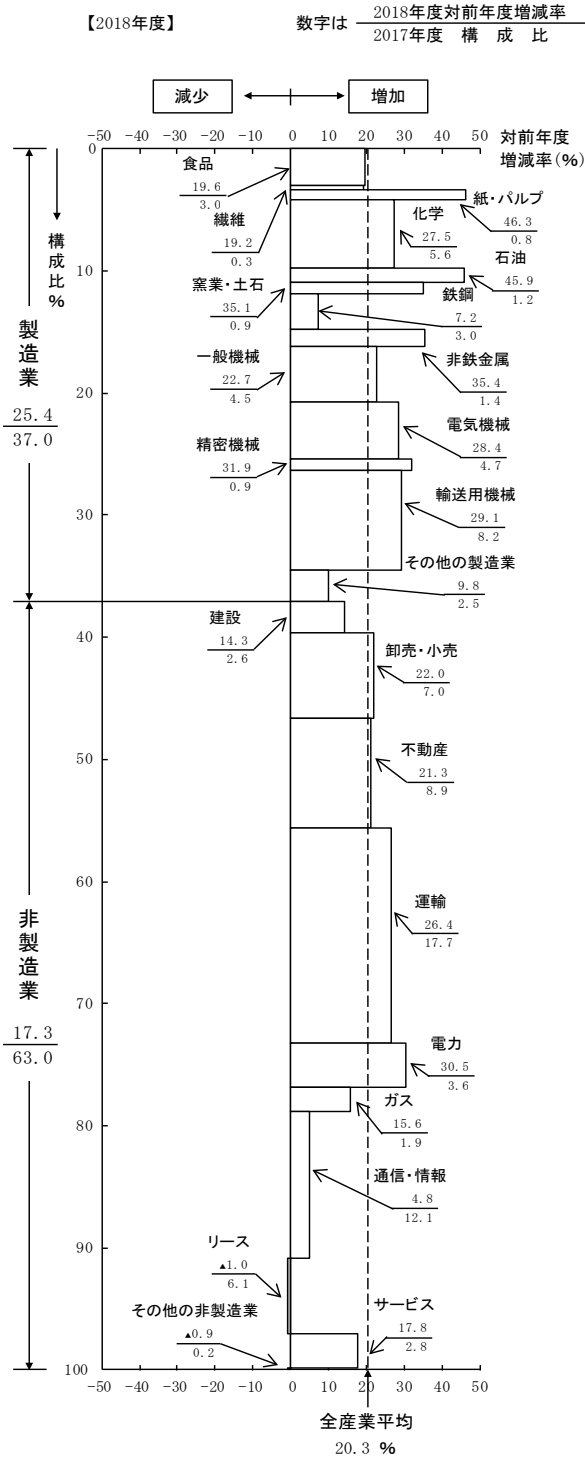 【2018年度】
数字は 2018年度対前年度増減率
2017年度 構 成 比
減少 増加
-50 -40 -30 -20 -10 0 10 20 30 40 50
対前年度
増減率(%)
構成比%
0
10
20
30
40
50
60
70
80
90
100
製造業
25.4
37.0
非製造業
17.3
63.0
食品
19.6
3.0
繊維
19.2
0.3
紙・パルプ
46.3
0.8
化学
27.5
5.6
石油
45.9
1.2
窯業・土石
35.1
0.9
鉄鋼
7.2
3.0
非鉄金属
35.4
1.4
一般機械
22.7
4.5
電気機械
28.4
4.7
精密機械
31.9
0.9
輸送用機械
29.1
8.2
その他の製造業
9.8
2.5
建設
14.3
2.6
卸売・小売
22.0
7.0
不動産
21.3
8.9
運輸
26.4
17.7
電力
30.5
3.6
ガス
15.6
1.9
通信・情報
4.8
12.1
リース
▲1.0
6.1
サービス
17.8
2.8
その他の非製造業
▲0.9
0.2
-50 -40 -30 -20 -10 0 10 20 30 40 50
全産業平均
20.3 %